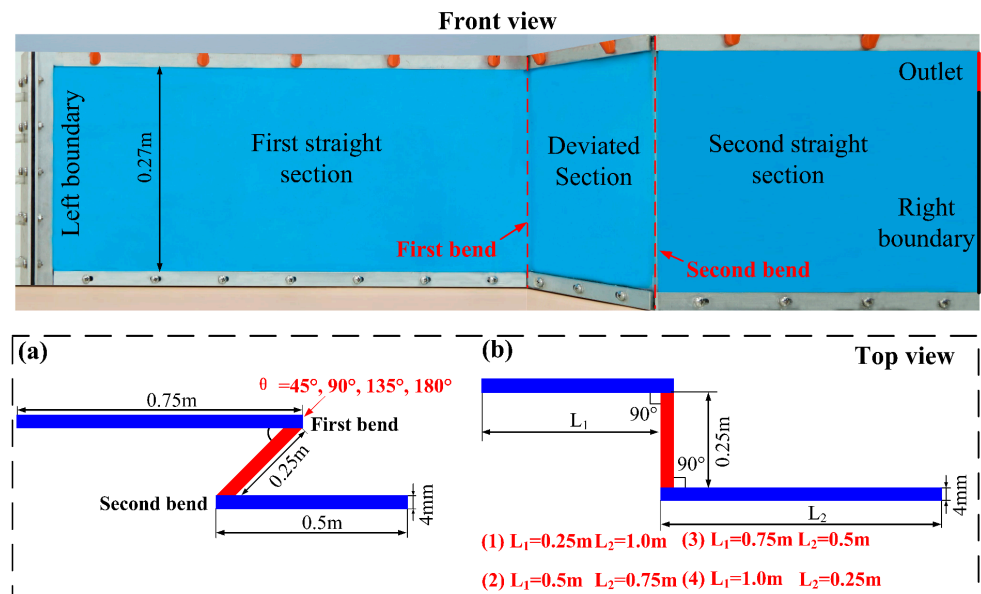 Front view
Left boundary
0.27m
First straight
section
First bend
Deviated
Section
Second straight
section
Second bend
Outlet
Right
boundary
(a)
θ =45°, 90°, 135°, 180°
0.75m
First bend
0.25m
Second bend
0.5m
4mm
(b)
Top view
90°
L₁
0.25m
90°
L₂
4mm
(1) L₁=0.25m L₂=1.0m (3) L₁=0.75m L₂=0.5m
(2) L₁=0.5m L₂=0.75m (4) L₁=1.0m L₂=0.25m